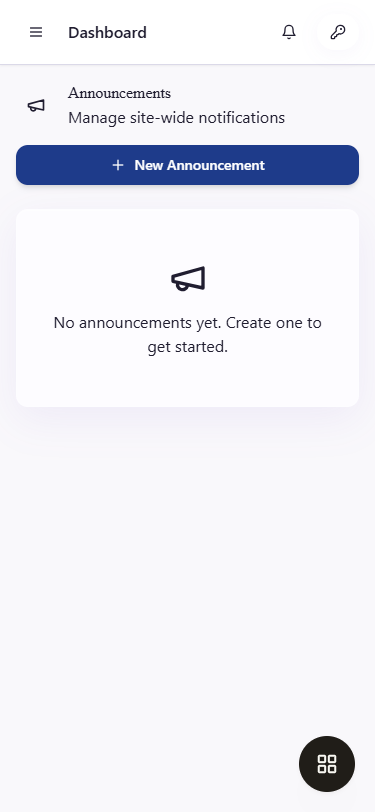 Dashboard
Announcements
Manage site-wide notifications
New Announcement
No announcements yet. Create one to
get started.